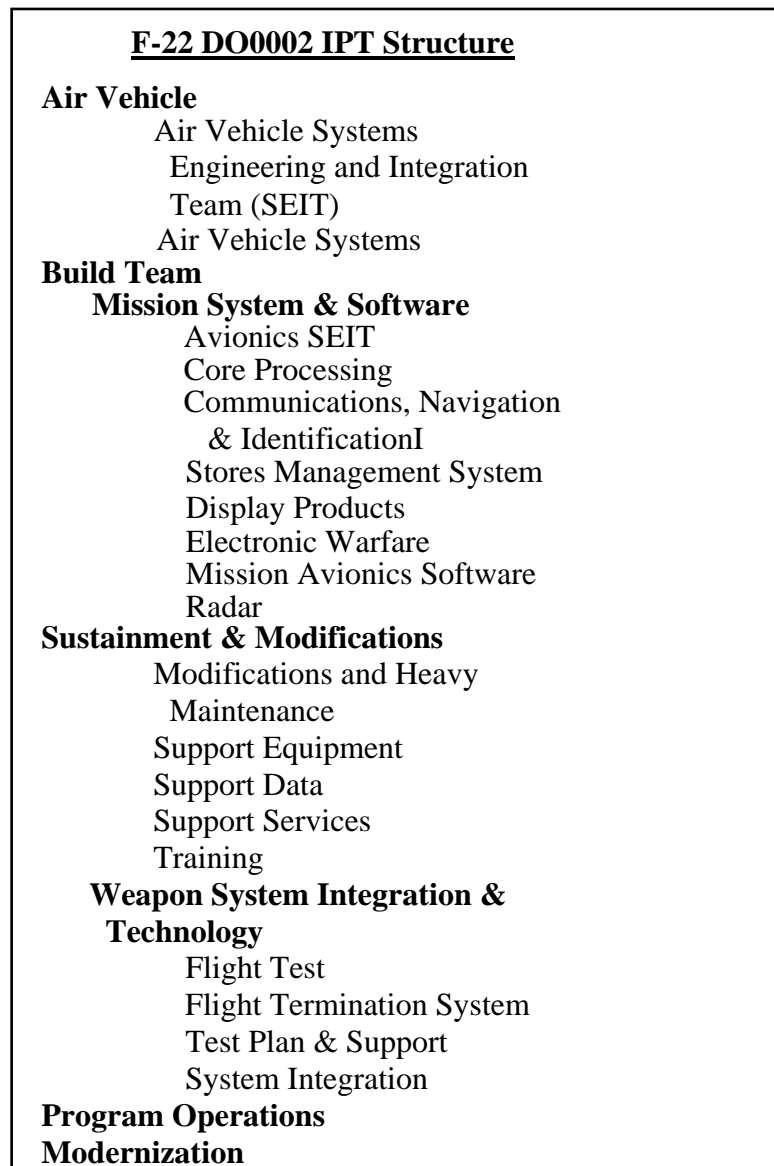 F-22 DO0002 IPT Structure
Air Vehicle
Air Vehicle Systems
Engineering and Integration
Team (SEIT)
Air Vehicle Systems
Build Team
Mission System & Software
Avionics SEIT
Core Processing
Communications, Navigation
& IdentificationI
Stores Management System
Display Products
Electronic Warfare
Mission Avionics Software
Radar
Sustainment & Modifications
Modifications and Heavy
Maintenance
Support Equipment
Support Data
Support Services
Training
Weapon System Integration &
Technology
Flight Test
Flight Termination System
Test Plan & Support
System Integration
Program Operations
Modernization